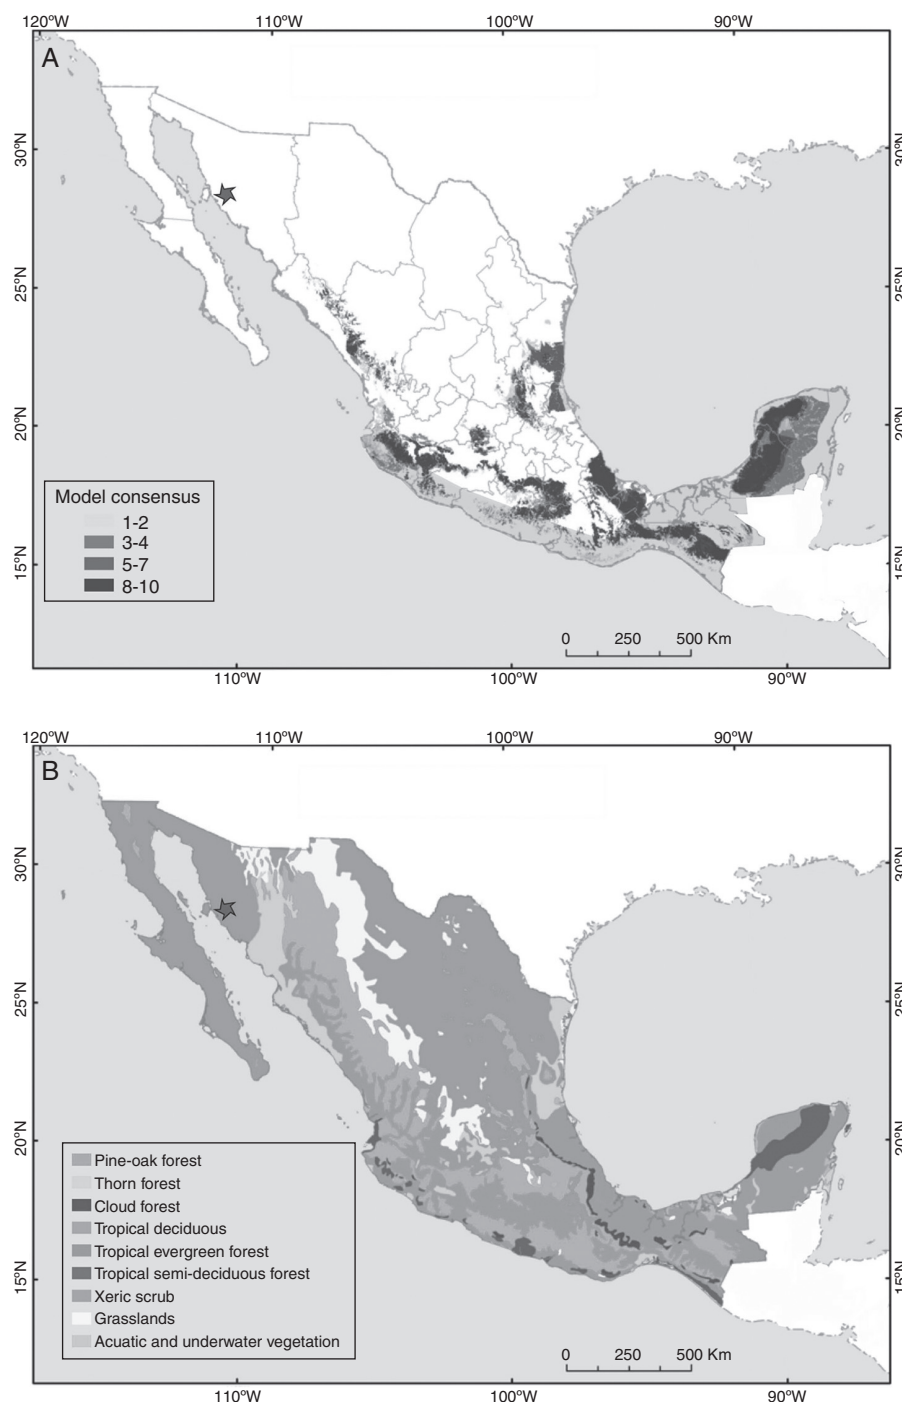 120ºW 110ºW 100ºW 90ºW
A
30ºN 30ºN
25ºN 25ºN
20ºN 20ºN
15ºN 15ºN
Model consensus
1-2
3-4
5-7
8-10
0 250 500 Km
110ºW 100ºW 90ºW
120ºW 110ºW 100ºW 90ºW
B
30ºN 30ºN
25ºN 25ºN
20ºN 20ºN
15ºN 15ºN
Pine-oak forest
Thorn forest
Cloud forest
Tropical deciduous
Tropical evergreen forest
Tropical semi-deciduous forest
Xeric scrub
Grasslands
Acuatic and underwater vegetation
0 250 500 Km
110ºW 100ºW 90ºW